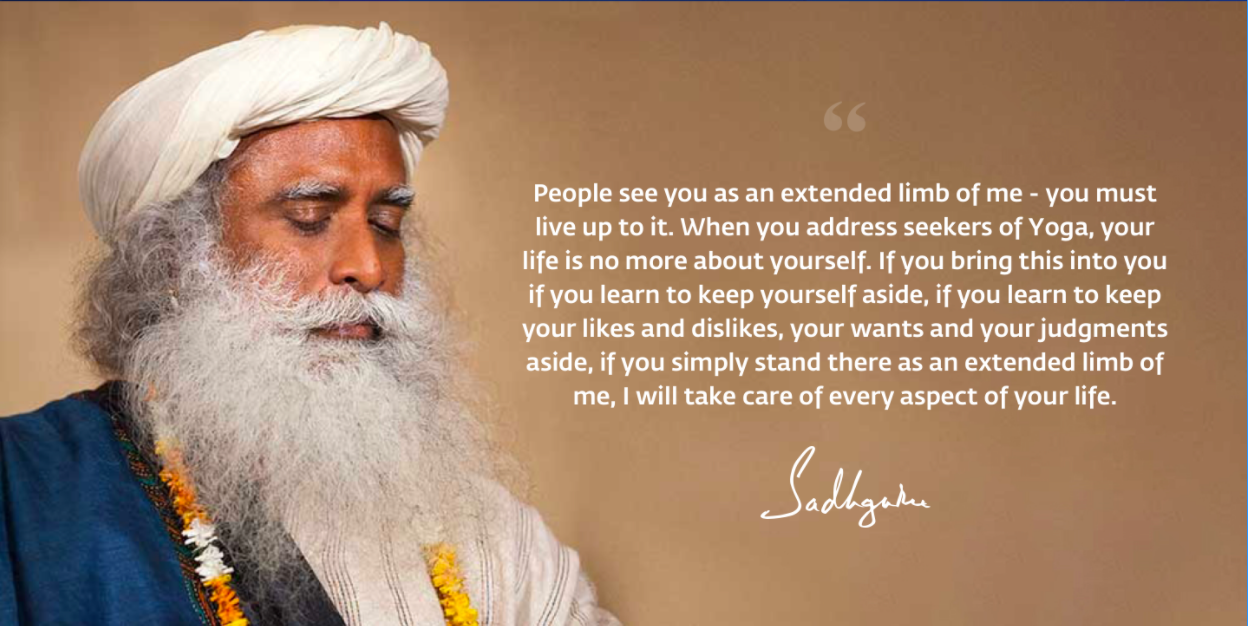 “
People see you as an extended limb of me - you must
live up to it. When you address seekers of Yoga, your
life is no more about yourself. If you bring this into you
if you learn to keep yourself aside, if you learn to keep
your likes and dislikes, your wants and your judgments
aside, if you simply stand there as an extended limb of
me, I will take care of every aspect of your life.
Sadhguru